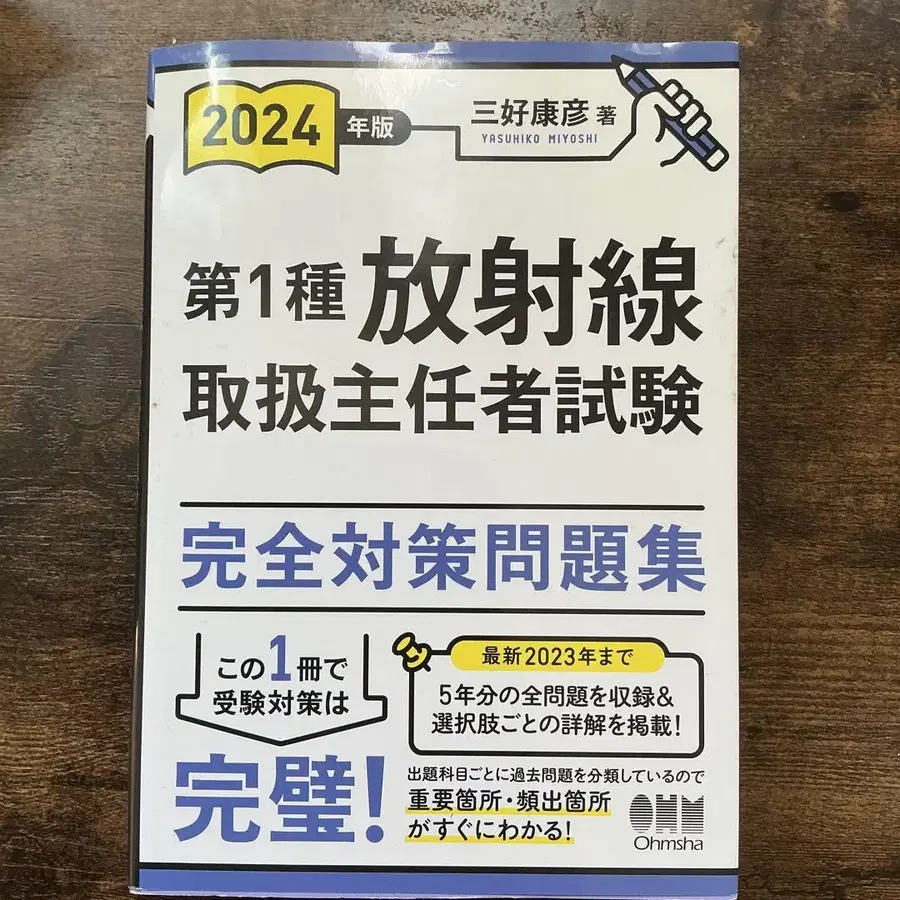 2024年版
三好康彦 著
YASUHIKO MIYOSHI
第1種 放射線
取扱主任者試験
完全対策問題集
この1冊で
受験対策は
完璧!
最新2023年まで
5年分の全問題を収録&
選択肢ごとの詳解を掲載!
出題科目ごとに過去問題を分類しているので
重要箇所・頻出箇所
がすぐにわかる!
OHM
Ohmsha